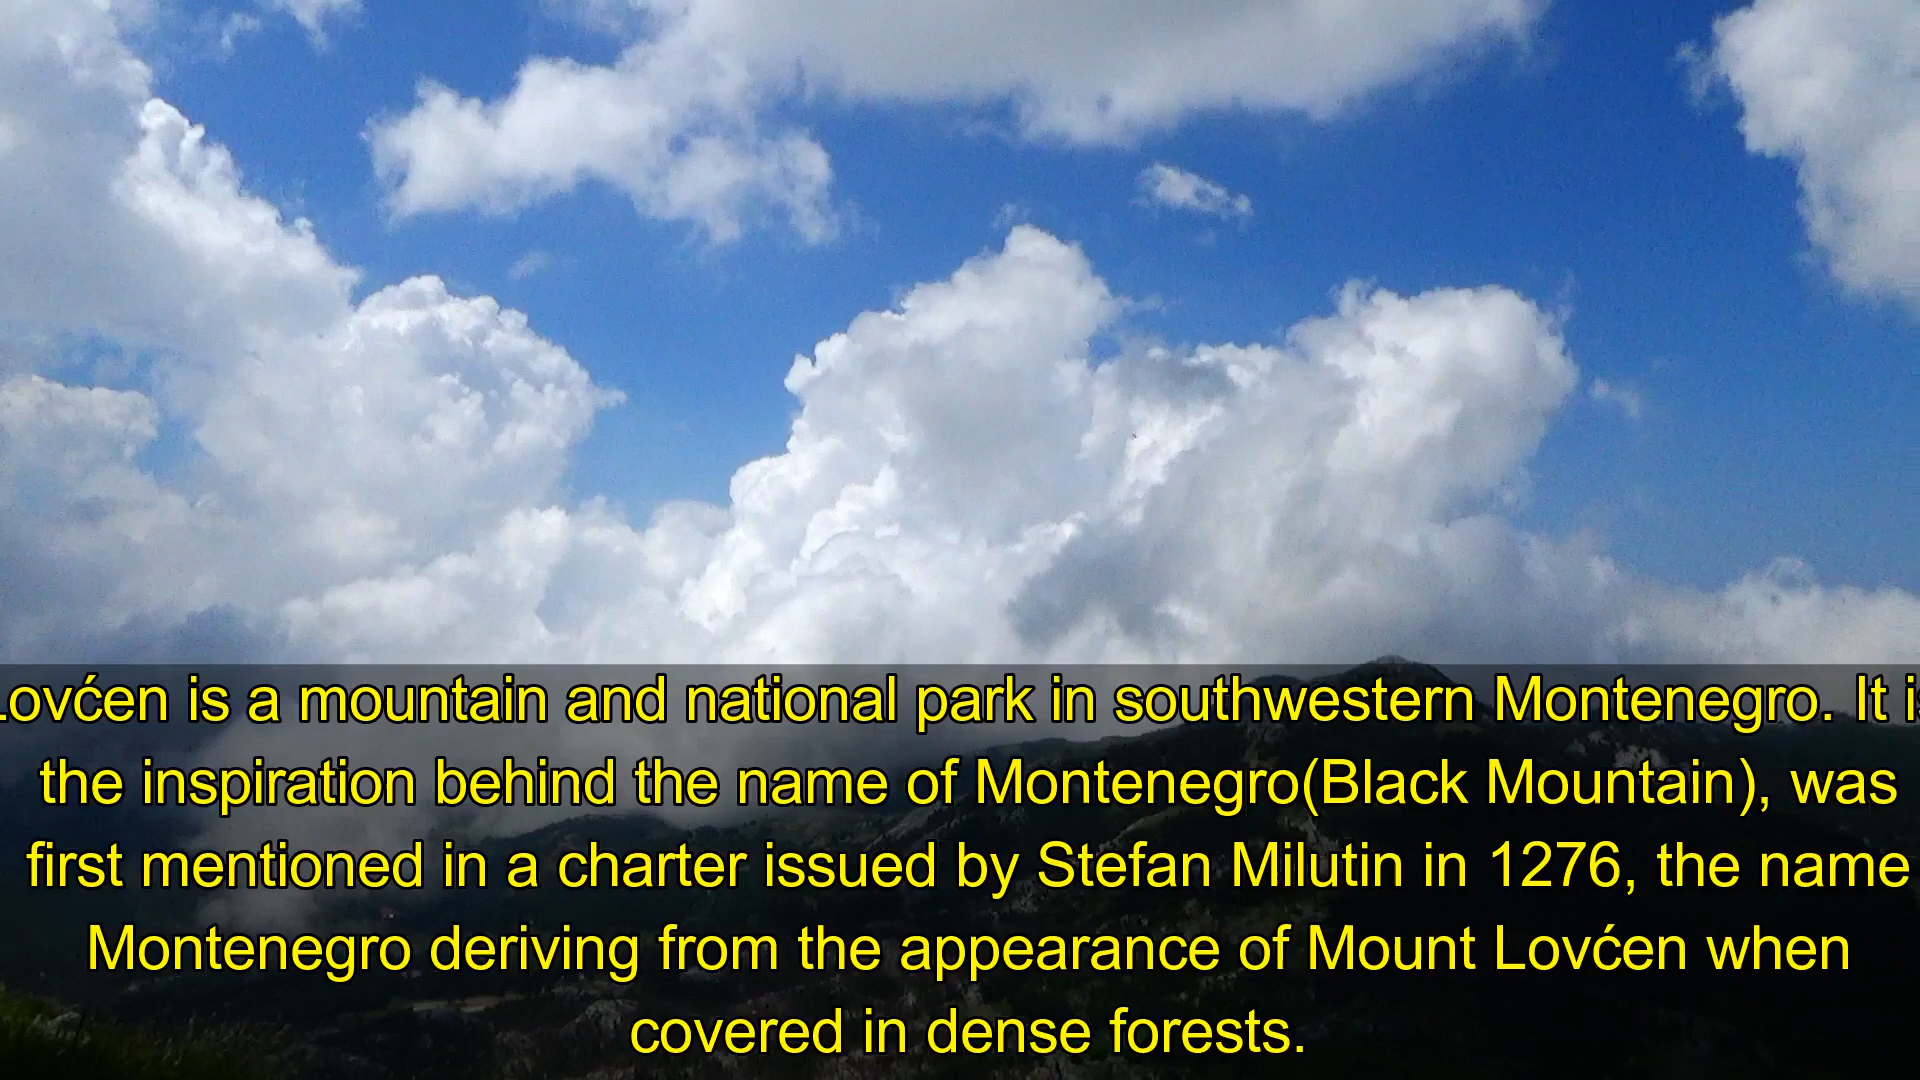 Lovćen is a mountain and national park in southwestern Montenegro. It is
the inspiration behind the name of Montenegro(Black Mountain), was
first mentioned in a charter issued by Stefan Milutin in 1276, the name
Montenegro deriving from the appearance of Mount Lovćen when
covered in dense forests.